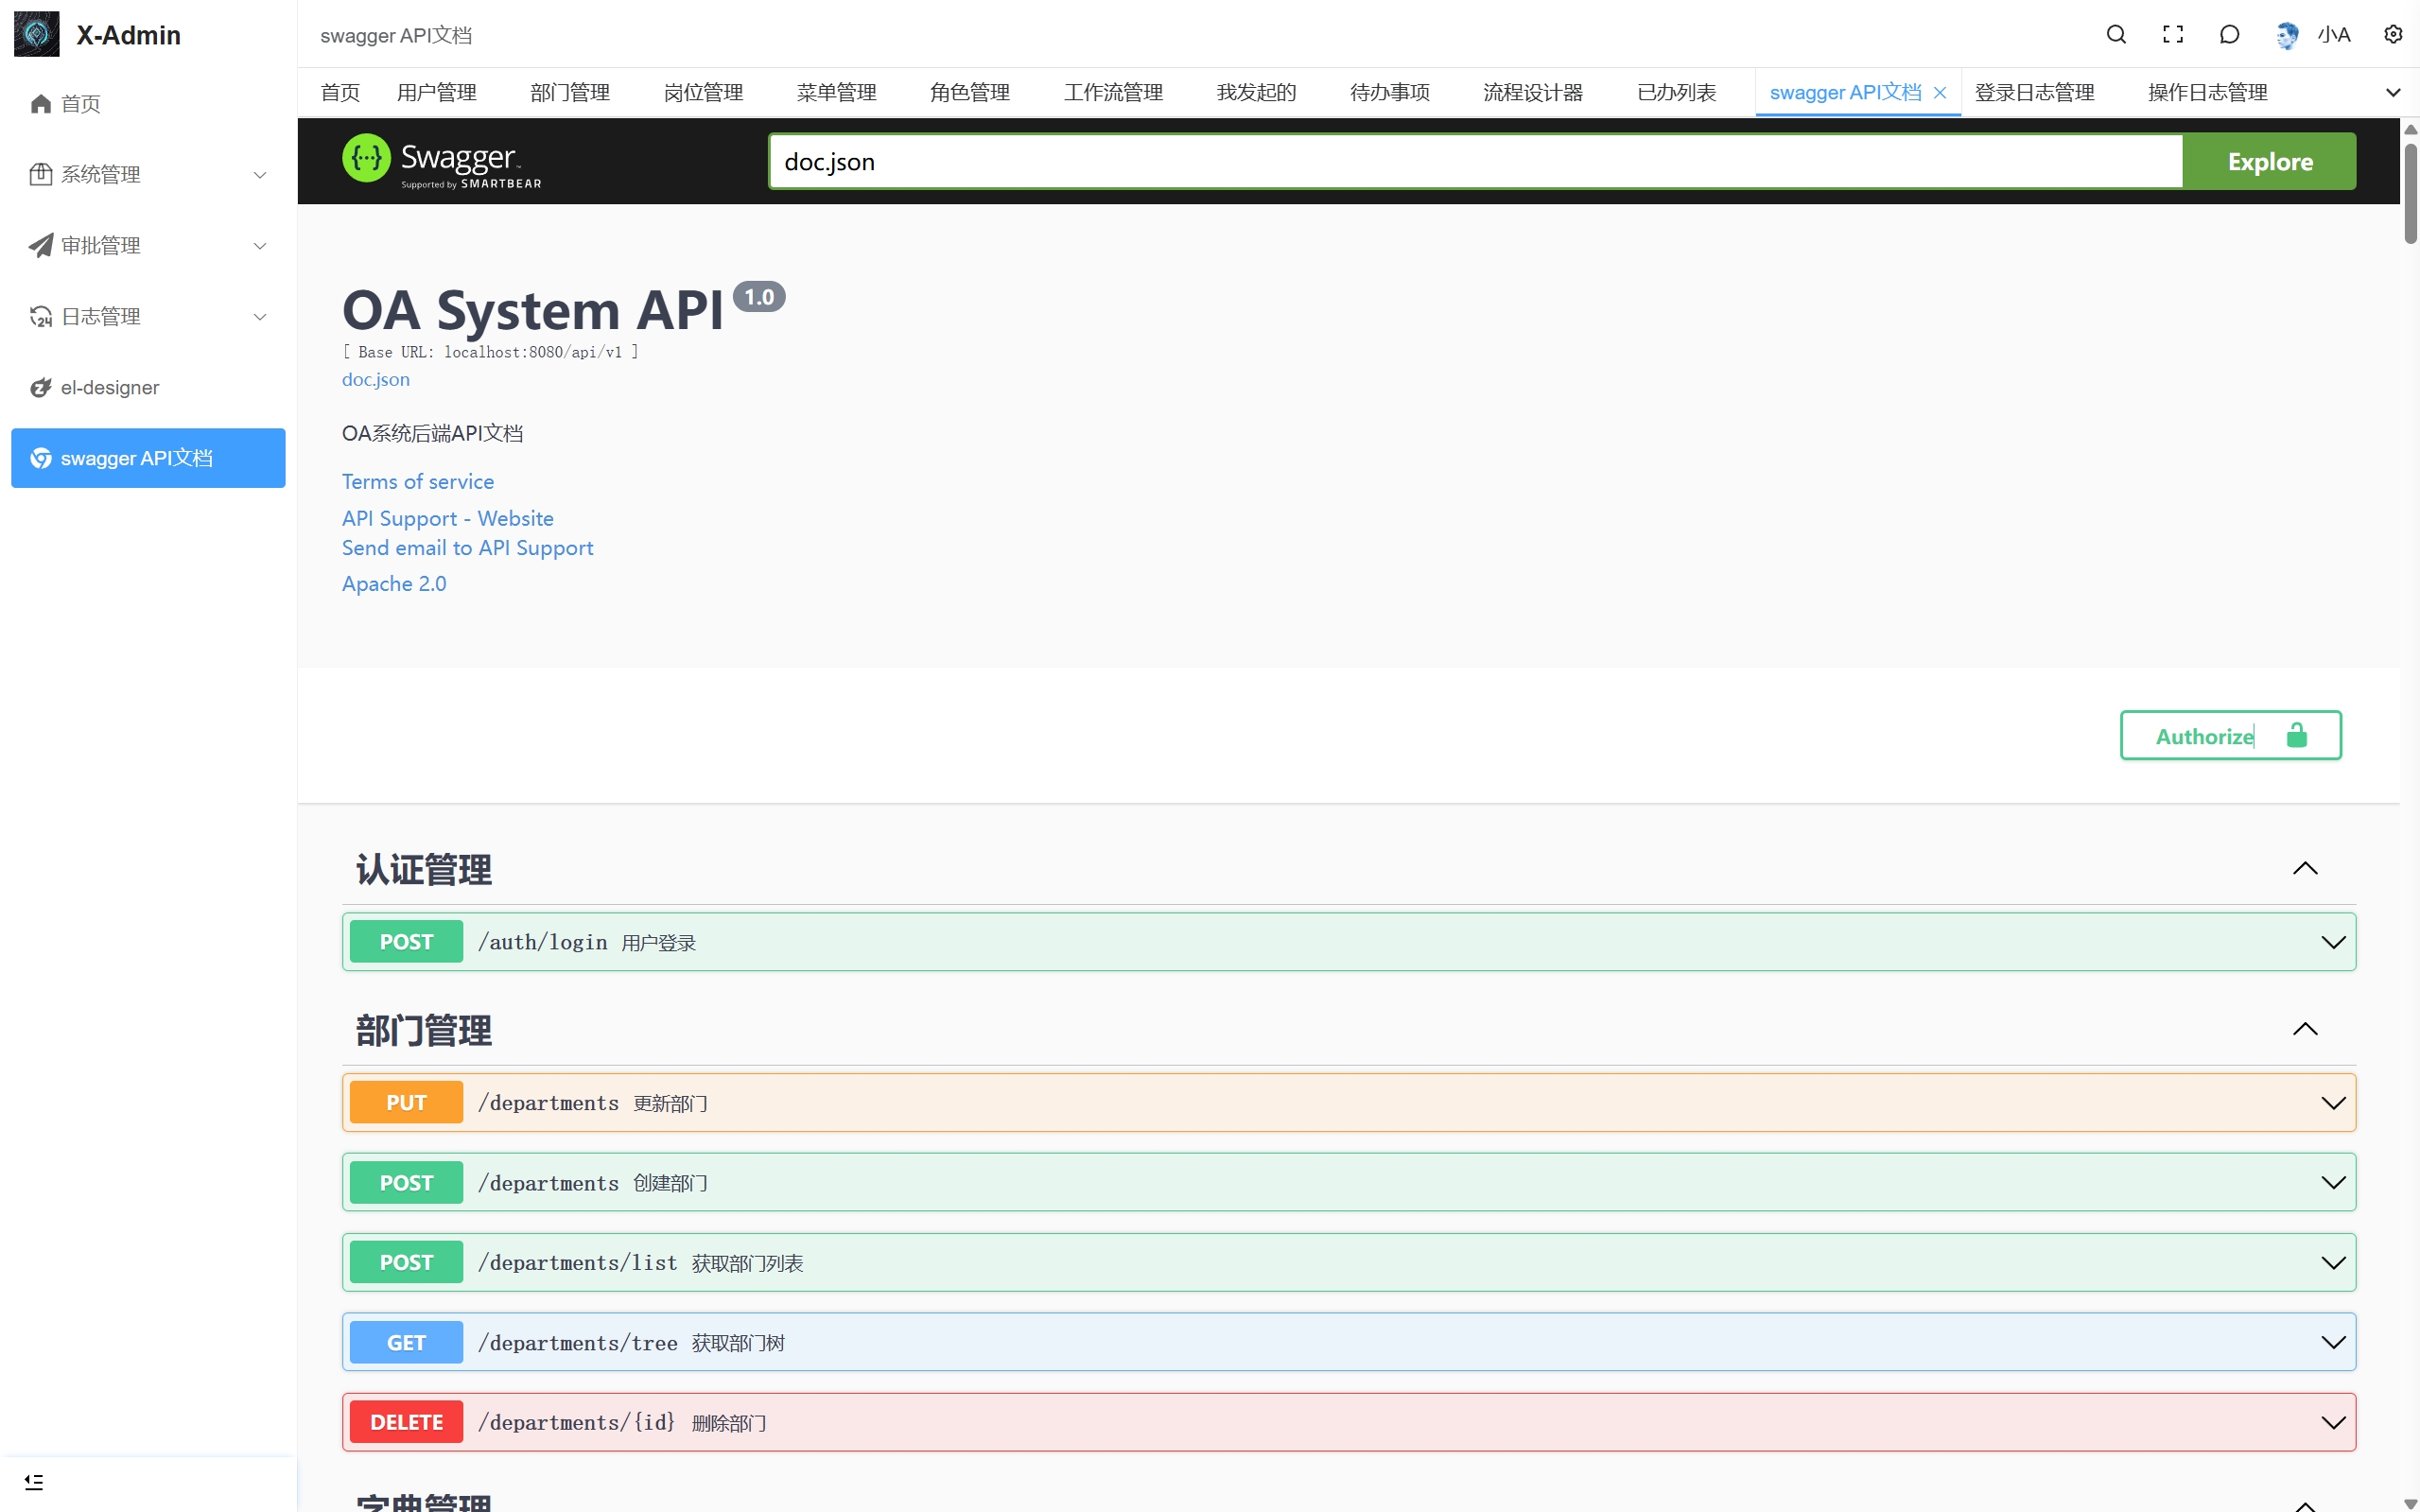 X-Admin
swagger API文档
小A
首页
用户管理
部门管理
岗位管理
菜单管理
角色管理
工作流管理
我发起的
待办事项
流程设计器
已办列表
swagger API文档
登录日志管理
操作日志管理
首页
系统管理
审批管理
日志管理
el-designer
swagger API文档
Swagger
Supported by SMARTBEAR
doc.json
Explore
OA System API 1.0
[ Base URL: localhost:8080/api/v1 ]
doc.json
OA系统后端API文档
Terms of service
API Support - Website
Send email to API Support
Apache 2.0
Authorize
认证管理
POST /auth/login 用户登录
部门管理
PUT /departments 更新部门
POST /departments 创建部门
POST /departments/list 获取部门列表
GET /departments/tree 获取部门树
DELETE /departments/{id} 删除部门
字典管理